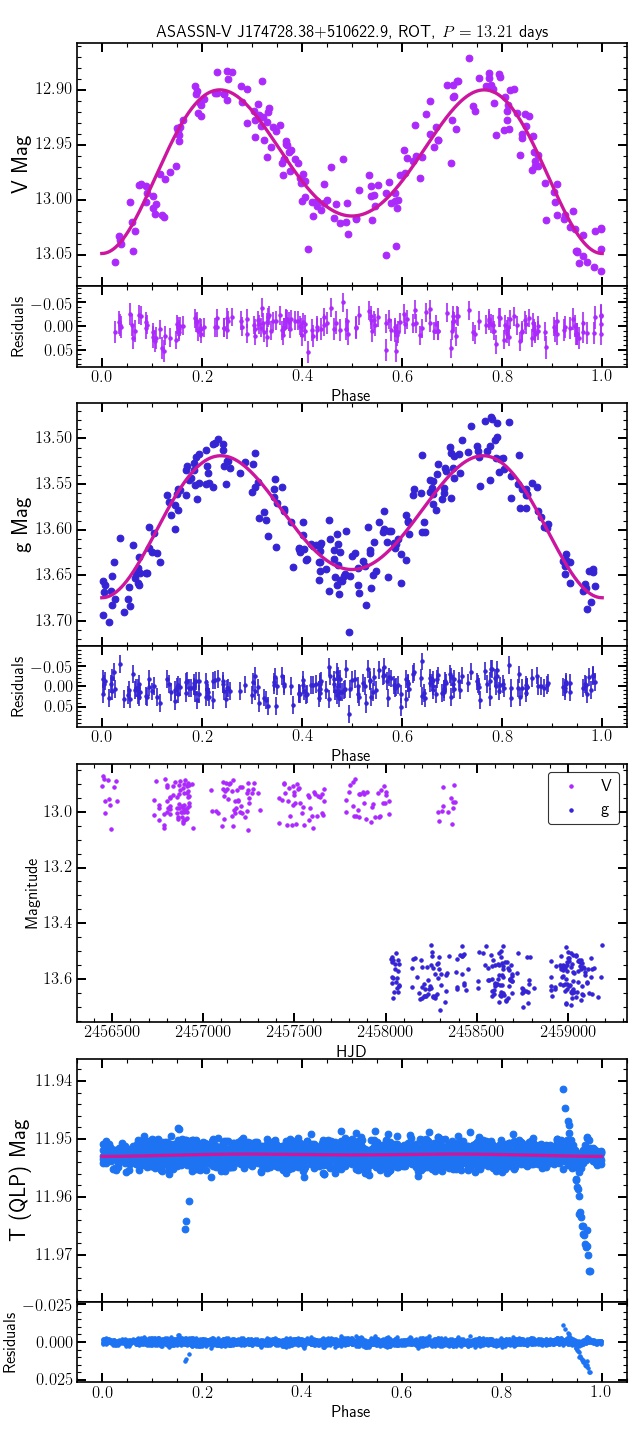 ASASSN-V J174728.38+510622.9, ROT, P = 13.21 days
V Mag
12.90
12.95
13.00
13.05
Residuals
−0.05
0.00
0.05
0.0 0.2 0.4 0.6 0.8 1.0
Phase
g Mag
13.50
13.55
13.60
13.65
13.70
Residuals
−0.05
0.00
0.05
0.0 0.2 0.4 0.6 0.8 1.0
Phase
Magnitude
13.0
13.2
13.4
13.6
V
g
2456500 2457000 2457500 2458000 2458500 2459000
HJD
T (QLP) Mag
11.94
11.95
11.96
11.97
Residuals
−0.025
0.000
0.025
0.0 0.2 0.4 0.6 0.8 1.0
Phase